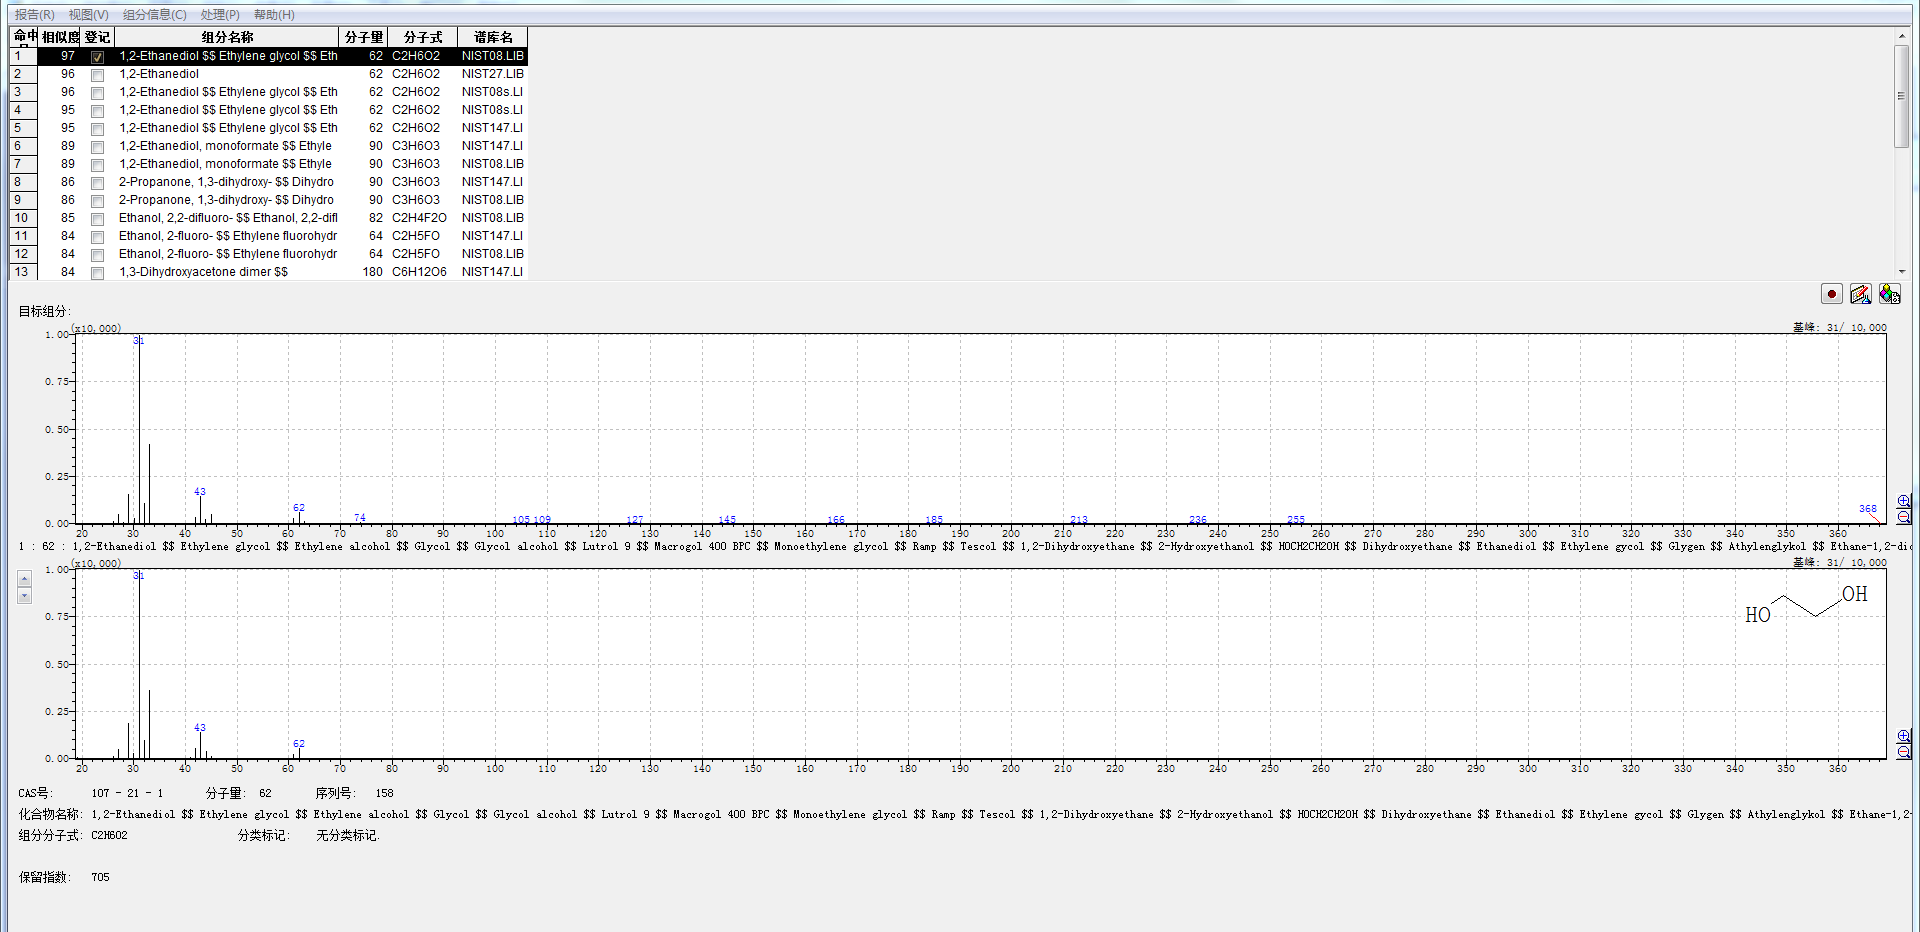 报告(R) 视图(V) 组分信息(C) 处理(P) 帮助(H)
命中 相似度 登记 组分名称 分子量 分子式 谱库名
1 97 1,2-Ethanediol $$ Ethylene glycol $$ Eth 62 C2H6O2 NIST08.LIB
2 96 1,2-Ethanediol 62 C2H6O2 NIST27.LIB
3 96 1,2-Ethanediol $$ Ethylene glycol $$ Eth 62 C2H6O2 NIST08s.LI
4 95 1,2-Ethanediol $$ Ethylene glycol $$ Eth 62 C2H6O2 NIST08s.LI
5 95 1,2-Ethanediol $$ Ethylene glycol $$ Eth 62 C2H6O2 NIST147.LI
6 89 1,2-Ethanediol, monoformate $$ Ethyle 90 C3H6O3 NIST147.LI
7 89 1,2-Ethanediol, monoformate $$ Ethyle 90 C3H6O3 NIST08.LIB
8 86 2-Propanone, 1,3-dihydroxy- $$ Dihydro 90 C3H6O3 NIST147.LI
9 86 2-Propanone, 1,3-dihydroxy- $$ Dihydro 90 C3H6O3 NIST08.LIB
10 85 Ethanol, 2,2-difluoro- $$ Ethanol, 2,2-difl 82 C2H4F2O NIST08.LIB
11 84 Ethanol, 2-fluoro- $$ Ethylene fluorohydr 64 C2H5FO NIST147.LI
12 84 Ethanol, 2-fluoro- $$ Ethylene fluorohydr 64 C2H5FO NIST08.LIB
13 84 1,3-Dihydroxyacetone dimer $$ 180 C6H12O6 NIST147.LI
目标组分:
(x10,000) 基峰: 31/ 10,000
1.00 31
0.75
0.50
0.25
43 62 74 105 109 127 145 166 185 213 236 255 368
0.00
20 30 40 50 60 70 80 90 100 110 120 130 140 150 160 170 180 190 200 210 220 230 240 250 260 270 280 290 300 310 320 330 340 350 360
1 : 62 : 1,2-Ethanediol $$ Ethylene glycol $$ Ethylene alcohol $$ Glycol $$ Glycol alcohol $$ Lutrol 9 $$ Macrogol 400 BPC $$ Monoethylene glycol $$ Ramp $$ Tescol $$ 1,2-Dihydroxyethane $$ 2-Hydroxyethanol $$ HOCH2CH2OH $$ Dihydroxyethane $$ Ethanediol $$ Ethylene gycol $$ Glygen $$ Athylenglykol $$ Ethane-1,2-dic
(x10,000) 基峰: 31/ 10,000
1.00 31
HO OH
0.75
0.50
0.25
43 62
0.00
20 30 40 50 60 70 80 90 100 110 120 130 140 150 160 170 180 190 200 210 220 230 240 250 260 270 280 290 300 310 320 330 340 350 360
CAS号: 107 - 21 - 1 分子量: 62 序列号: 158
化合物名称: 1,2-Ethanediol $$ Ethylene glycol $$ Ethylene alcohol $$ Glycol $$ Glycol alcohol $$ Lutrol 9 $$ Macrogol 400 BPC $$ Monoethylene glycol $$ Ramp $$ Tescol $$ 1,2-Dihydroxyethane $$ 2-Hydroxyethanol $$ HOCH2CH2OH $$ Dihydroxyethane $$ Ethanediol $$ Ethylene gycol $$ Glygen $$ Athylenglykol $$ Ethane-1,2-
组分分子式: C2H6O2 分类标记: 无分类标记.
保留指数: 705